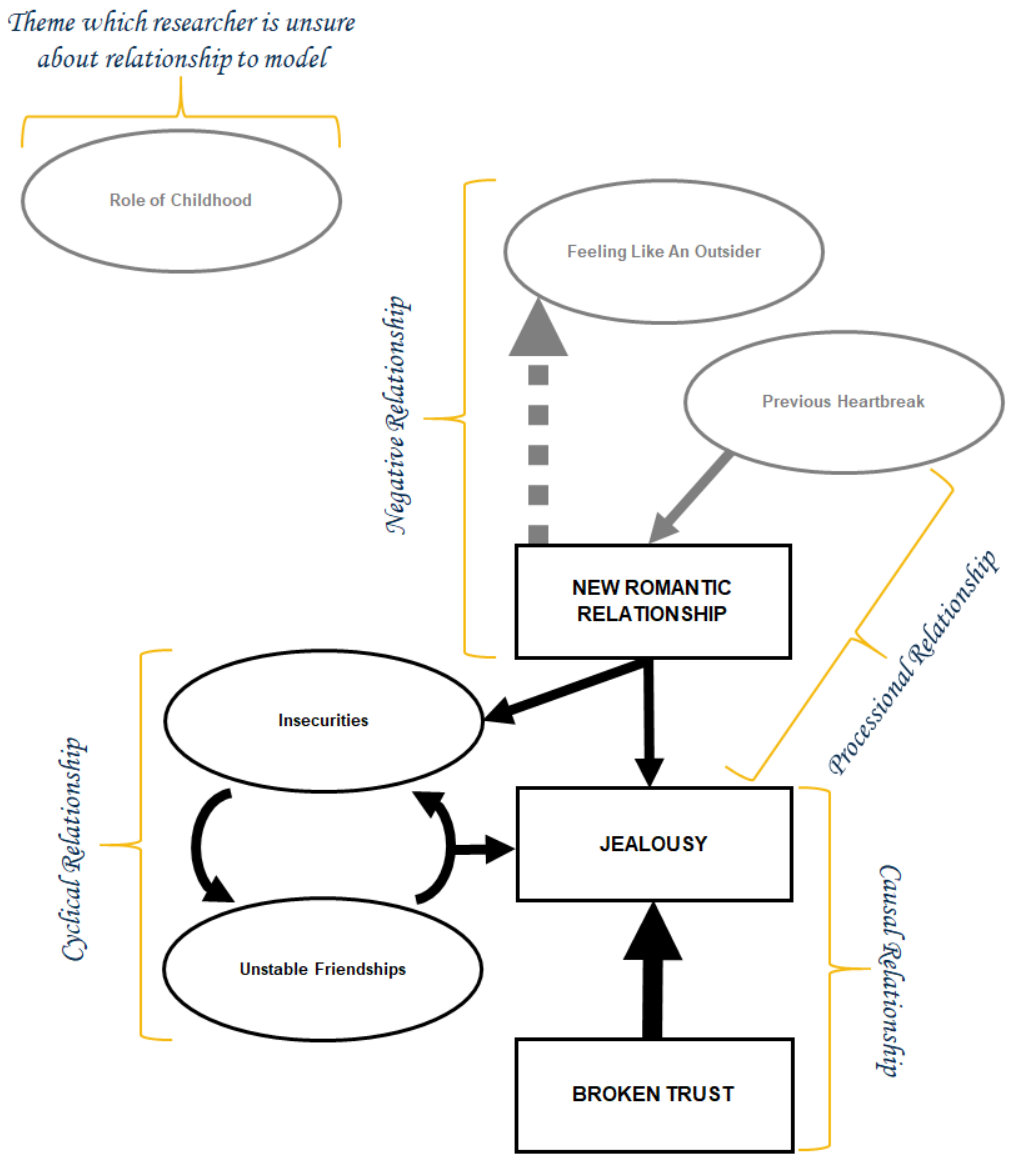 Theme which researcher is unsure
about relationship to model
Role of Childhood
Feeling Like An Outsider
Negative Relationship
Previous Heartbreak
NEW ROMANTIC
RELATIONSHIP
Processional Relationship
Insecurities
Cyclical Relationship
JEALOUSY
Causal Relationship
Unstable Friendships
BROKEN TRUST